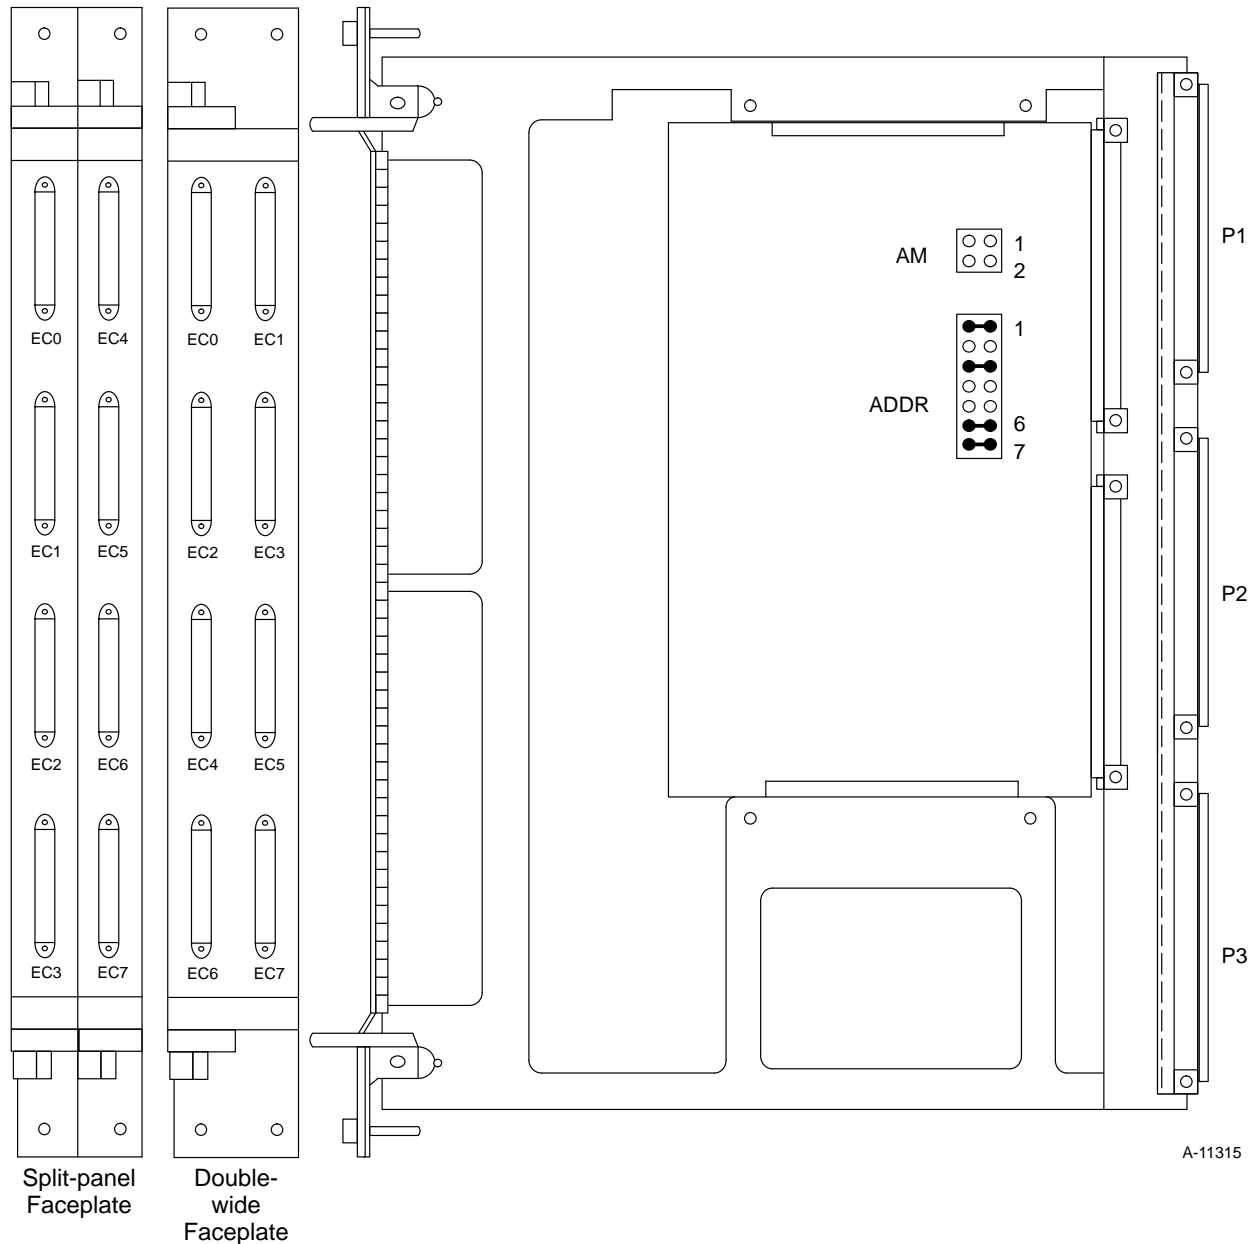 EC0 EC4 EC0 EC1
EC1 EC5 EC2 EC3
EC2 EC6 EC4 EC5
EC3 EC7 EC6 EC7
AM
1
2
ADDR
1
6
7
P1
P2
P3
A-11315
Split-panel
Faceplate
Double-
wide
Faceplate